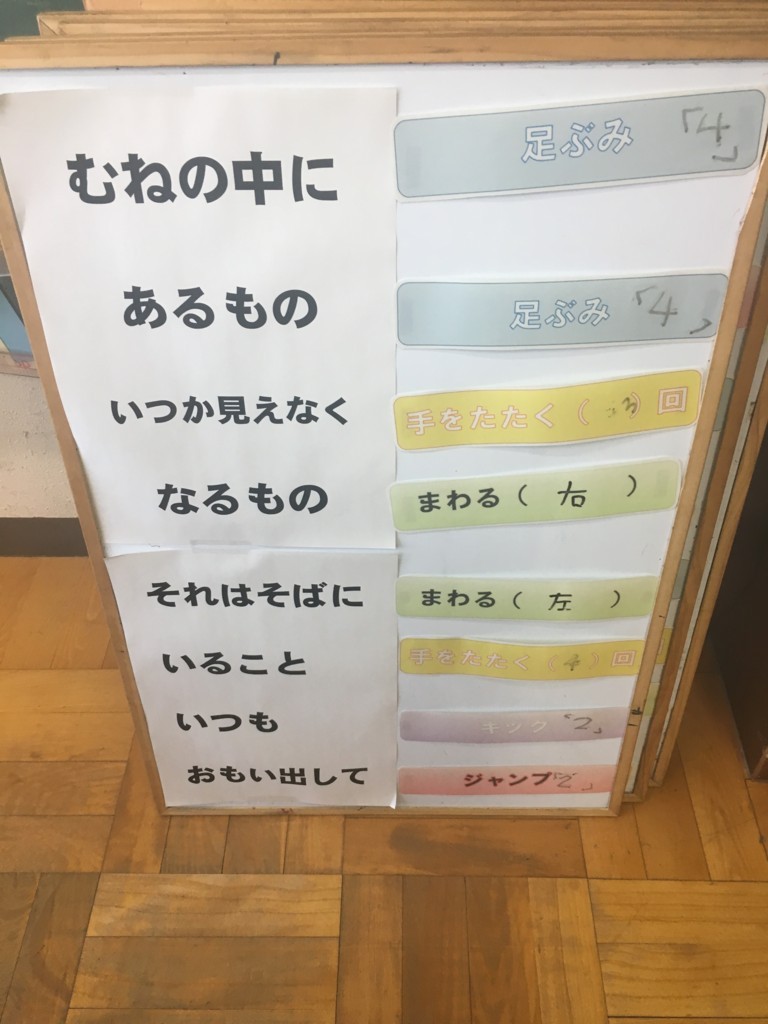 むねの中に 足ぶみ「4」
あるもの 足ぶみ「4」
いつか見えなく 手をたたく（3）回
なるもの まわる（右）
それはそばに まわる（左）
いること 手をたたく（4）回
いつも キック「2」
おもい出して ジャンプ「2」